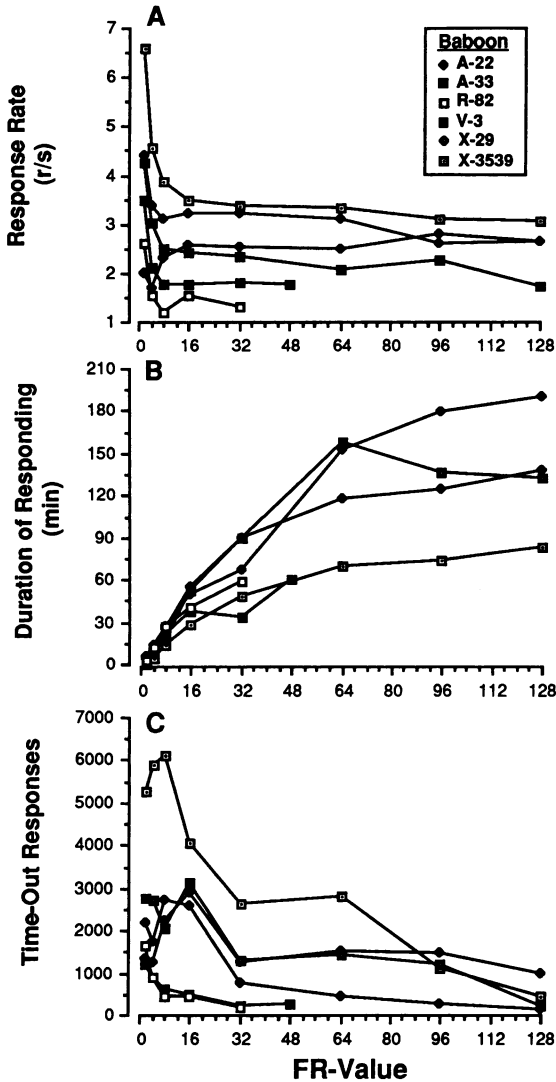 A
7
6
5
4
3
2
1
Response Rate
(r/s)
Baboon
A-22
A-33
R-82
V-3
X-29
X-3539
0 16 32 48 64 80 96 112 128
B
210
180
150
120
90
60
30
0
Duration of Responding
(min)
0 16 32 48 64 80 96 112 128
C
7000
6000
5000
4000
3000
2000
1000
0
Time-Out Responses
0 16 32 48 64 80 96 112 128
FR-Value